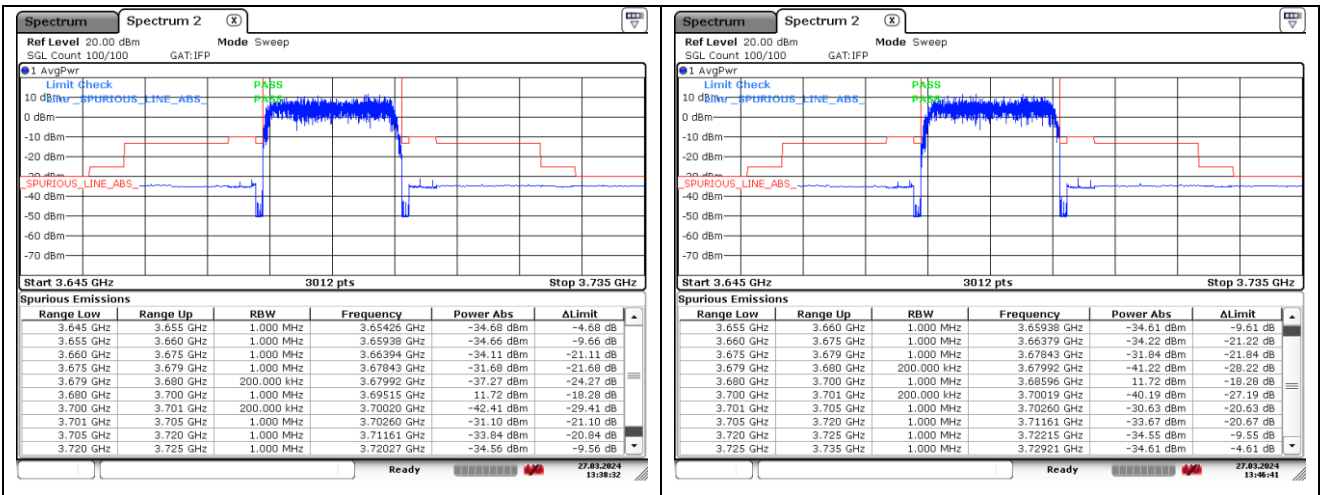 Spectrum Spectrum 2 X
Ref Level 20.00 dBm Mode Sweep
SGL Count 100/100 GAT:IFP
1 AvgPwr
Limit Check PASS
10 dBm Line _SPURIOUS_LINE_ABS_ PASS
0 dBm
-10 dBm
-20 dBm
-30 dBm
_SPURIOUS_LINE_ABS_
-40 dBm
-50 dBm
-60 dBm
-70 dBm
Start 3.645 GHz 3012 pts Stop 3.735 GHz
Spurious Emissions
Range Low Range Up RBW Frequency Power Abs ΔLimit
3.645 GHz 3.655 GHz 1.000 MHz 3.65426 GHz -34.68 dBm -4.68 dB
3.655 GHz 3.660 GHz 1.000 MHz 3.65938 GHz -34.66 dBm -9.66 dB
3.660 GHz 3.675 GHz 1.000 MHz 3.66394 GHz -34.11 dBm -21.11 dB
3.675 GHz 3.679 GHz 1.000 MHz 3.67843 GHz -31.68 dBm -21.68 dB
3.679 GHz 3.680 GHz 200.000 kHz 3.67992 GHz -37.27 dBm -24.27 dB
3.680 GHz 3.700 GHz 1.000 MHz 3.69515 GHz 11.72 dBm -18.28 dB
3.700 GHz 3.701 GHz 200.000 kHz 3.70020 GHz -42.41 dBm -29.41 dB
3.701 GHz 3.705 GHz 1.000 MHz 3.70260 GHz -31.10 dBm -21.10 dB
3.705 GHz 3.720 GHz 1.000 MHz 3.71161 GHz -33.84 dBm -20.84 dB
3.720 GHz 3.725 GHz 1.000 MHz 3.72027 GHz -34.56 dBm -9.56 dB
Ready 27.03.2024
13:38:32
Spectrum Spectrum 2 X
Ref Level 20.00 dBm Mode Sweep
SGL Count 100/100 GAT:IFP
1 AvgPwr
Limit Check PASS
10 dBm Line _SPURIOUS_LINE_ABS_ PASS
0 dBm
-10 dBm
-20 dBm
-30 dBm
_SPURIOUS_LINE_ABS_
-40 dBm
-50 dBm
-60 dBm
-70 dBm
Start 3.645 GHz 3012 pts Stop 3.735 GHz
Spurious Emissions
Range Low Range Up RBW Frequency Power Abs ΔLimit
3.655 GHz 3.660 GHz 1.000 MHz 3.65938 GHz -34.61 dBm -9.61 dB
3.660 GHz 3.675 GHz 1.000 MHz 3.66379 GHz -34.22 dBm -21.22 dB
3.675 GHz 3.679 GHz 1.000 MHz 3.67843 GHz -31.84 dBm -21.84 dB
3.679 GHz 3.680 GHz 200.000 kHz 3.67992 GHz -41.22 dBm -28.22 dB
3.680 GHz 3.700 GHz 1.000 MHz 3.68596 GHz 11.72 dBm -18.28 dB
3.700 GHz 3.701 GHz 200.000 kHz 3.70019 GHz -40.19 dBm -27.19 dB
3.701 GHz 3.705 GHz 1.000 MHz 3.70260 GHz -30.63 dBm -20.63 dB
3.705 GHz 3.720 GHz 1.000 MHz 3.71161 GHz -33.67 dBm -20.67 dB
3.720 GHz 3.725 GHz 1.000 MHz 3.72215 GHz -34.55 dBm -9.55 dB
3.725 GHz 3.735 GHz 1.000 MHz 3.72921 GHz -34.61 dBm -4.61 dB
Ready 27.03.2024
13:46:41